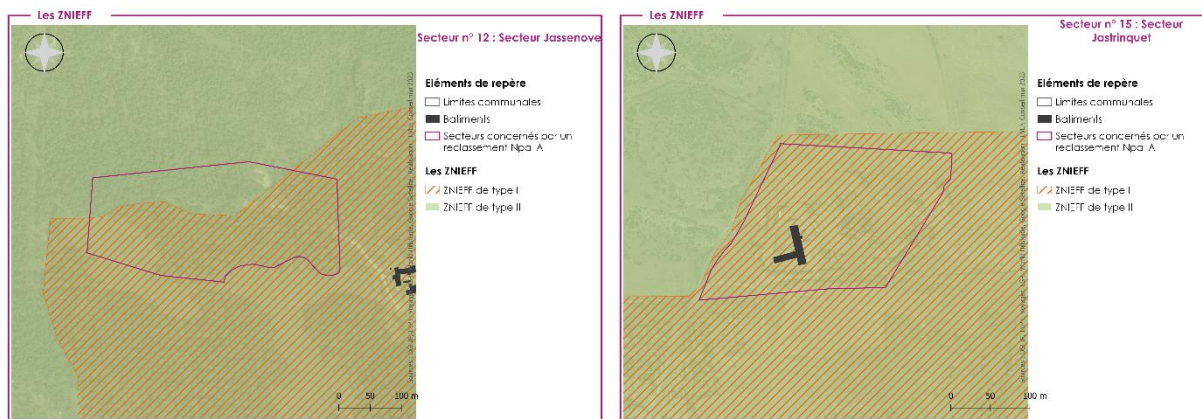 Les ZNIEFF
Secteur n° 12 : Secteur Jassenove
Eléments de repère
Limites communales
Batiments
Secteurs concernés par un
reclassement Npa A
Les ZNIEFF
ZNIEFF de type I
ZNIEFF de type II
0 50 100 m
Les ZNIEFF
Secteur n° 15 : Secteur
Jastrinquet
Eléments de repère
Limites communales
Batiments
Secteurs concernés par un
reclassement Npa A
Les ZNIEFF
ZNIEFF de type I
ZNIEFF de type II
0 50 100 m